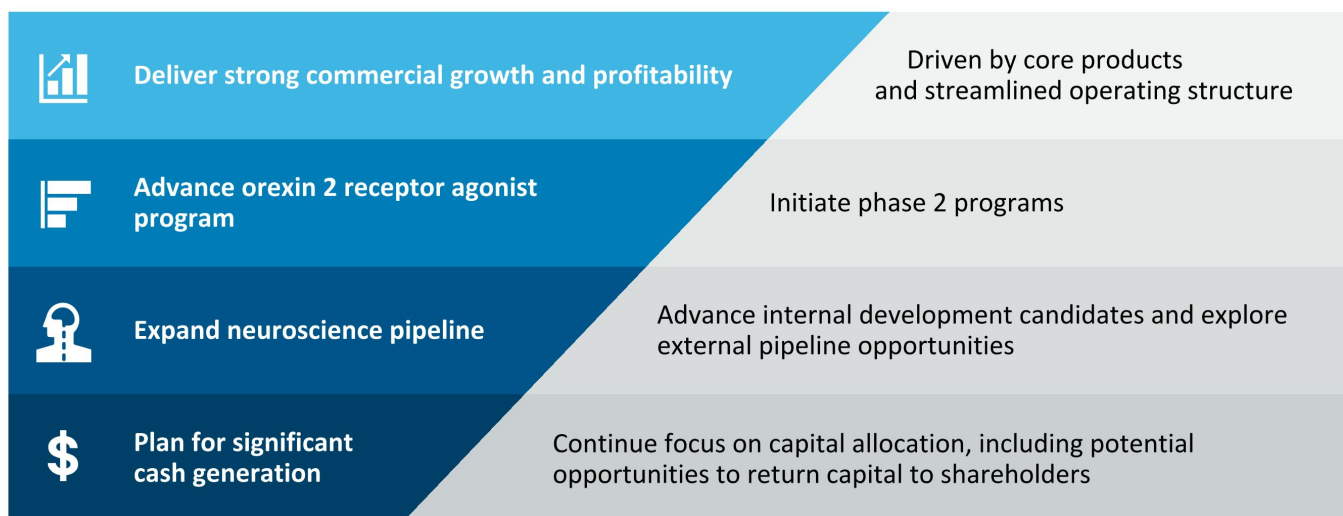 Deliver strong commercial growth and profitability
Driven by core products
and streamlined operating structure
Advance orexin 2 receptor agonist
program
Initiate phase 2 programs
Expand neuroscience pipeline
Advance internal development candidates and explore
external pipeline opportunities
$
Plan for significant
cash generation
Continue focus on capital allocation, including potential
opportunities to return capital to shareholders